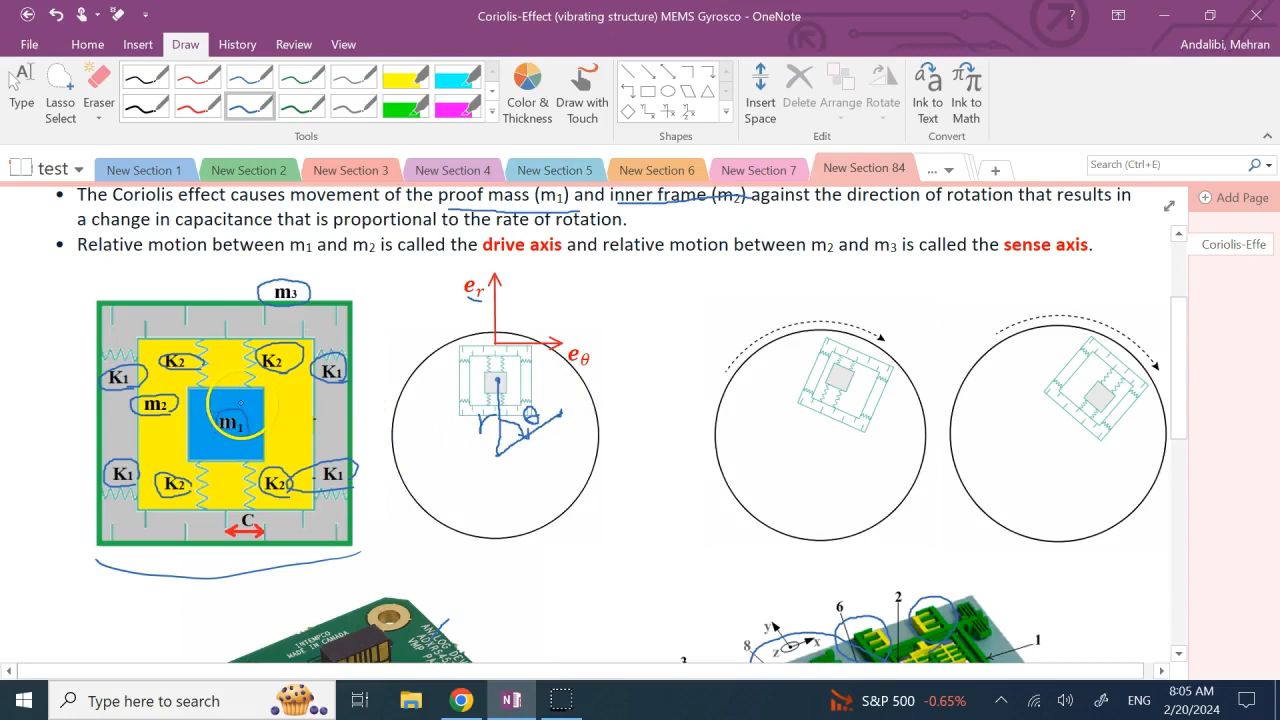 Coriolis-Effect (vibrating structure) MEMS Gyrosco - OneNote
?
File Home Insert Draw History Review View
Andalibi, Mehran
Type
Lasso Select
Eraser
Color & Thickness
Draw with Touch
Insert Space
Delete
Arrange
Rotate
Ink to Text
Ink to Math
Tools
Shapes
Edit
Convert
test
New Section 1
New Section 2
New Section 3
New Section 4
New Section 5
New Section 6
New Section 7
New Section 84
...
Search (Ctrl+E)
Add Page
Coriolis-Effe
• The Coriolis effect causes movement of the proof mass (m₁) and inner frame (m₂) against the direction of rotation that results in
a change in capacitance that is proportional to the rate of rotation.
• Relative motion between m₁ and m₂ is called the drive axis and relative motion between m₂ and m₃ is called the sense axis.
m₃
K₂ K₂
K₁ K₁
m₂
m₁
K₁ K₂ K₂ K₁
C
e_r
e_θ
r θ
INTEMPCO
MADE IN CANADA
y
x
z
8
6
2
1
3
Type here to search
S&P 500 -0.65%
ENG
8:05 AM
2/20/2024